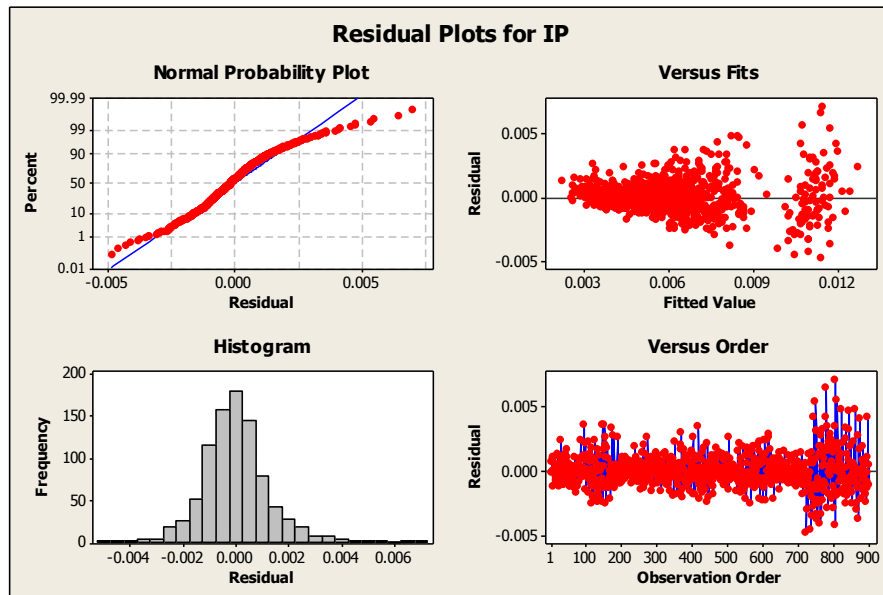 Residual Plots for IP
Normal Probability Plot
Percent
99.99
99
90
50
10
1
0.01
-0.005 0.000 0.005
Residual
Versus Fits
Residual
0.005
0.000
-0.005
0.003 0.006 0.009 0.012
Fitted Value
Histogram
Frequency
200
150
100
50
0
-0.004 -0.002 0.000 0.002 0.004 0.006
Residual
Versus Order
Residual
0.005
0.000
-0.005
1 100 200 300 400 500 600 700 800 900
Observation Order